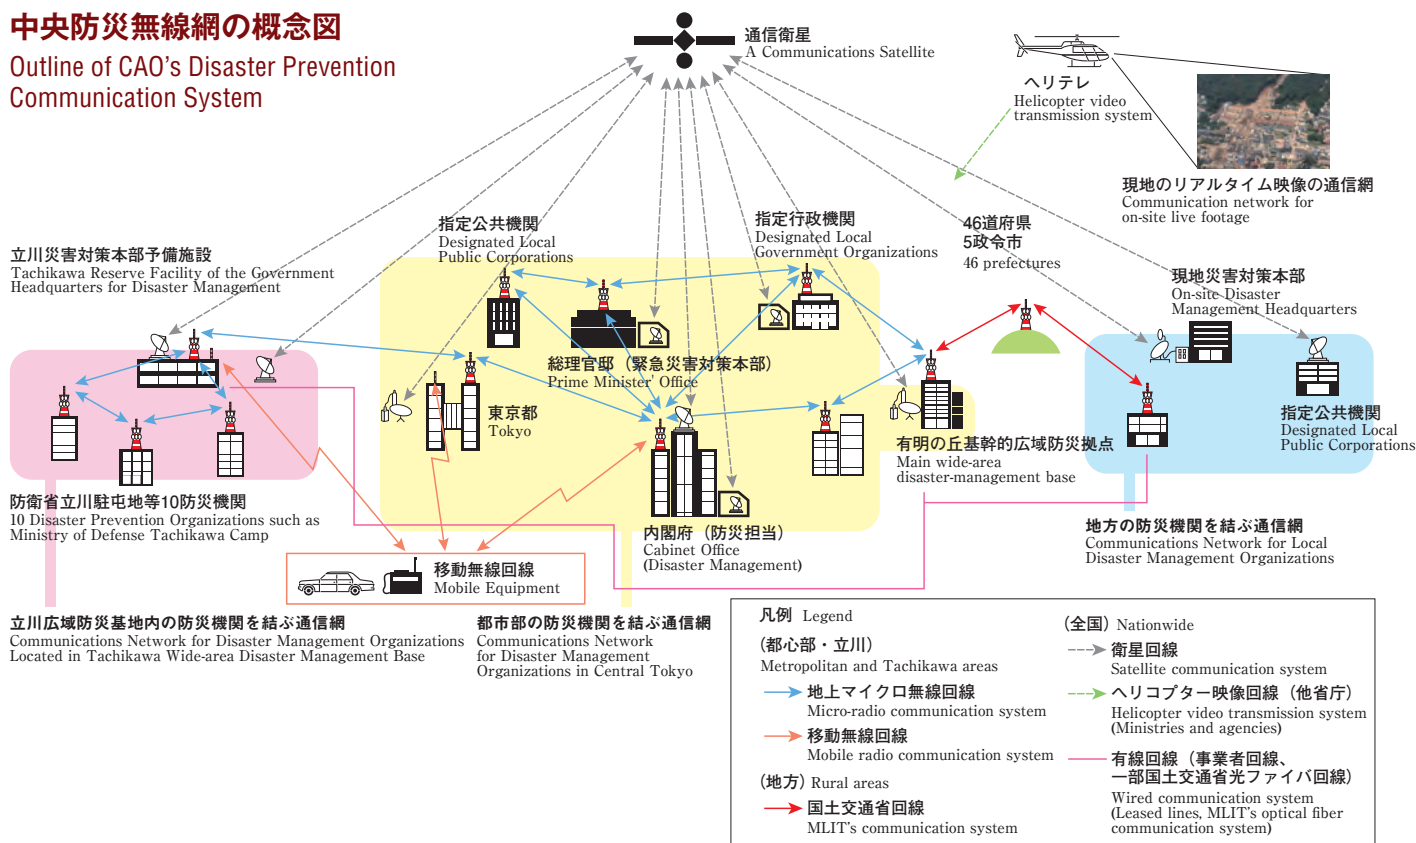 中央防災無線網の概念図
Outline of CAO's Disaster Prevention
Communication System
通信衛星
A Communications Satellite
ヘリテレ
Helicopter video
transmission system
現地のリアルタイム映像の通信網
Communication network for
on-site live footage
立川災害対策本部予備施設
Tachikawa Reserve Facility of the Government
Headquarters for Disaster Management
指定公共機関
Designated Local
Public Corporations
指定行政機関
Designated Local
Government Organizations
46道府県
5政令市
46 prefectures
現地災害対策本部
On-site Disaster
Management Headquarters
総理官邸（緊急災害対策本部）
Prime Minister' Office
東京都
Tokyo
有明の丘基幹的広域防災拠点
Main wide-area
disaster-management base
指定公共機関
Designated Local
Public Corporations
防衛省立川駐屯地等10防災機関
10 Disaster Prevention Organizations such as
Ministry of Defense Tachikawa Camp
内閣府（防災担当）
Cabinet Office
(Disaster Management)
地方の防災機関を結ぶ通信網
Communications Network for Local
Disaster Management Organizations
移動無線回線
Mobile Equipment
立川広域防災基地内の防災機関を結ぶ通信網
Communications Network for Disaster Management Organizations
Located in Tachikawa Wide-area Disaster Management Base
都市部の防災機関を結ぶ通信網
Communications Network
for Disaster Management
Organizations in Central Tokyo
凡例 Legend
（都心部・立川）
Metropolitan and Tachikawa areas
地上マイクロ無線回線
Micro-radio communication system
移動無線回線
Mobile radio communication system
（地方）Rural areas
国土交通省回線
MLIT's communication system
（全国）Nationwide
衛星回線
Satellite communication system
ヘリコプター映像回線（他省庁）
Helicopter video transmission system
(Ministries and agencies)
有線回線（事業者回線、
一部国土交通省光ファイバ回線）
Wired communication system
(Leased lines, MLIT's optical fiber
communication system)